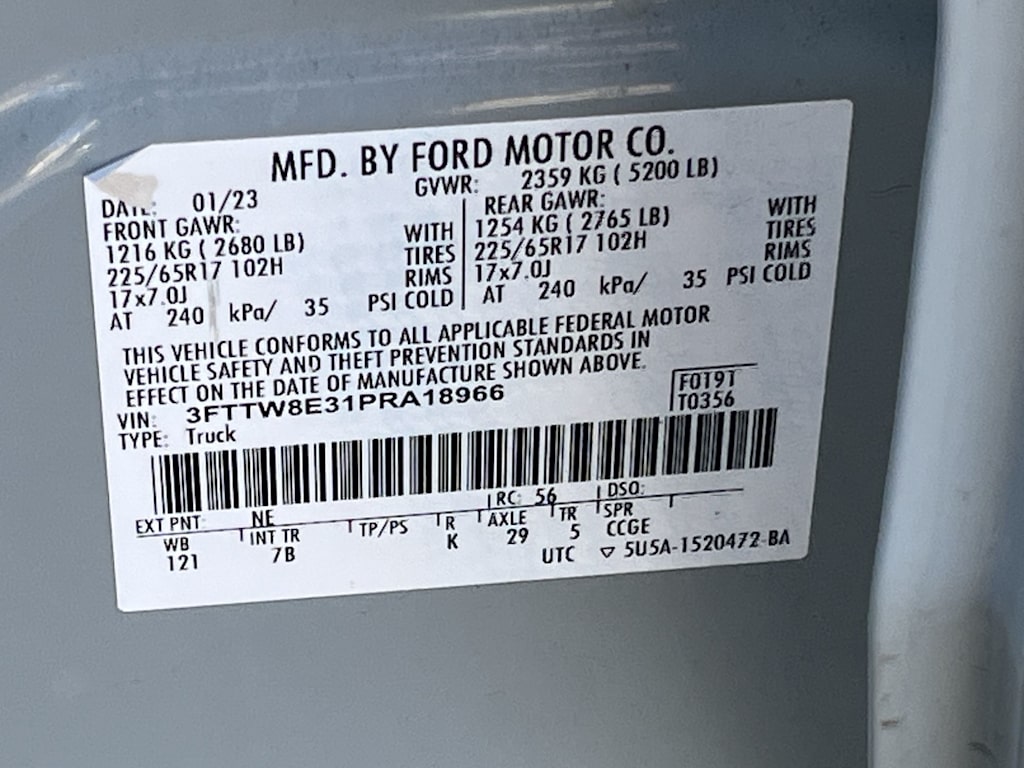 MFD. BY FORD MOTOR CO.
DATE: 01/23 GVWR: 2359 KG ( 5200 LB)
FRONT GAWR: REAR GAWR:
1216 KG ( 2680 LB) WITH 1254 KG ( 2765 LB) WITH
225/65R17 102H TIRES 225/65R17 102H TIRES
17x7.0J RIMS 17x7.0J RIMS
AT 240 kPa/ 35 PSI COLD AT 240 kPa/ 35 PSI COLD
THIS VEHICLE CONFORMS TO ALL APPLICABLE FEDERAL MOTOR
VEHICLE SAFETY AND THEFT PREVENTION STANDARDS IN
EFFECT ON THE DATE OF MANUFACTURE SHOWN ABOVE.
VIN: 3FTTW8E31PRA18966 F0191
TYPE: Truck T0356
EXT PNT: NE RC: 56 DSO:
WB INT TR TP/PS R AXLE TR SPR
121 7B K 29 5 CCGE
UTC ▽ 5U5A-1520472-BA